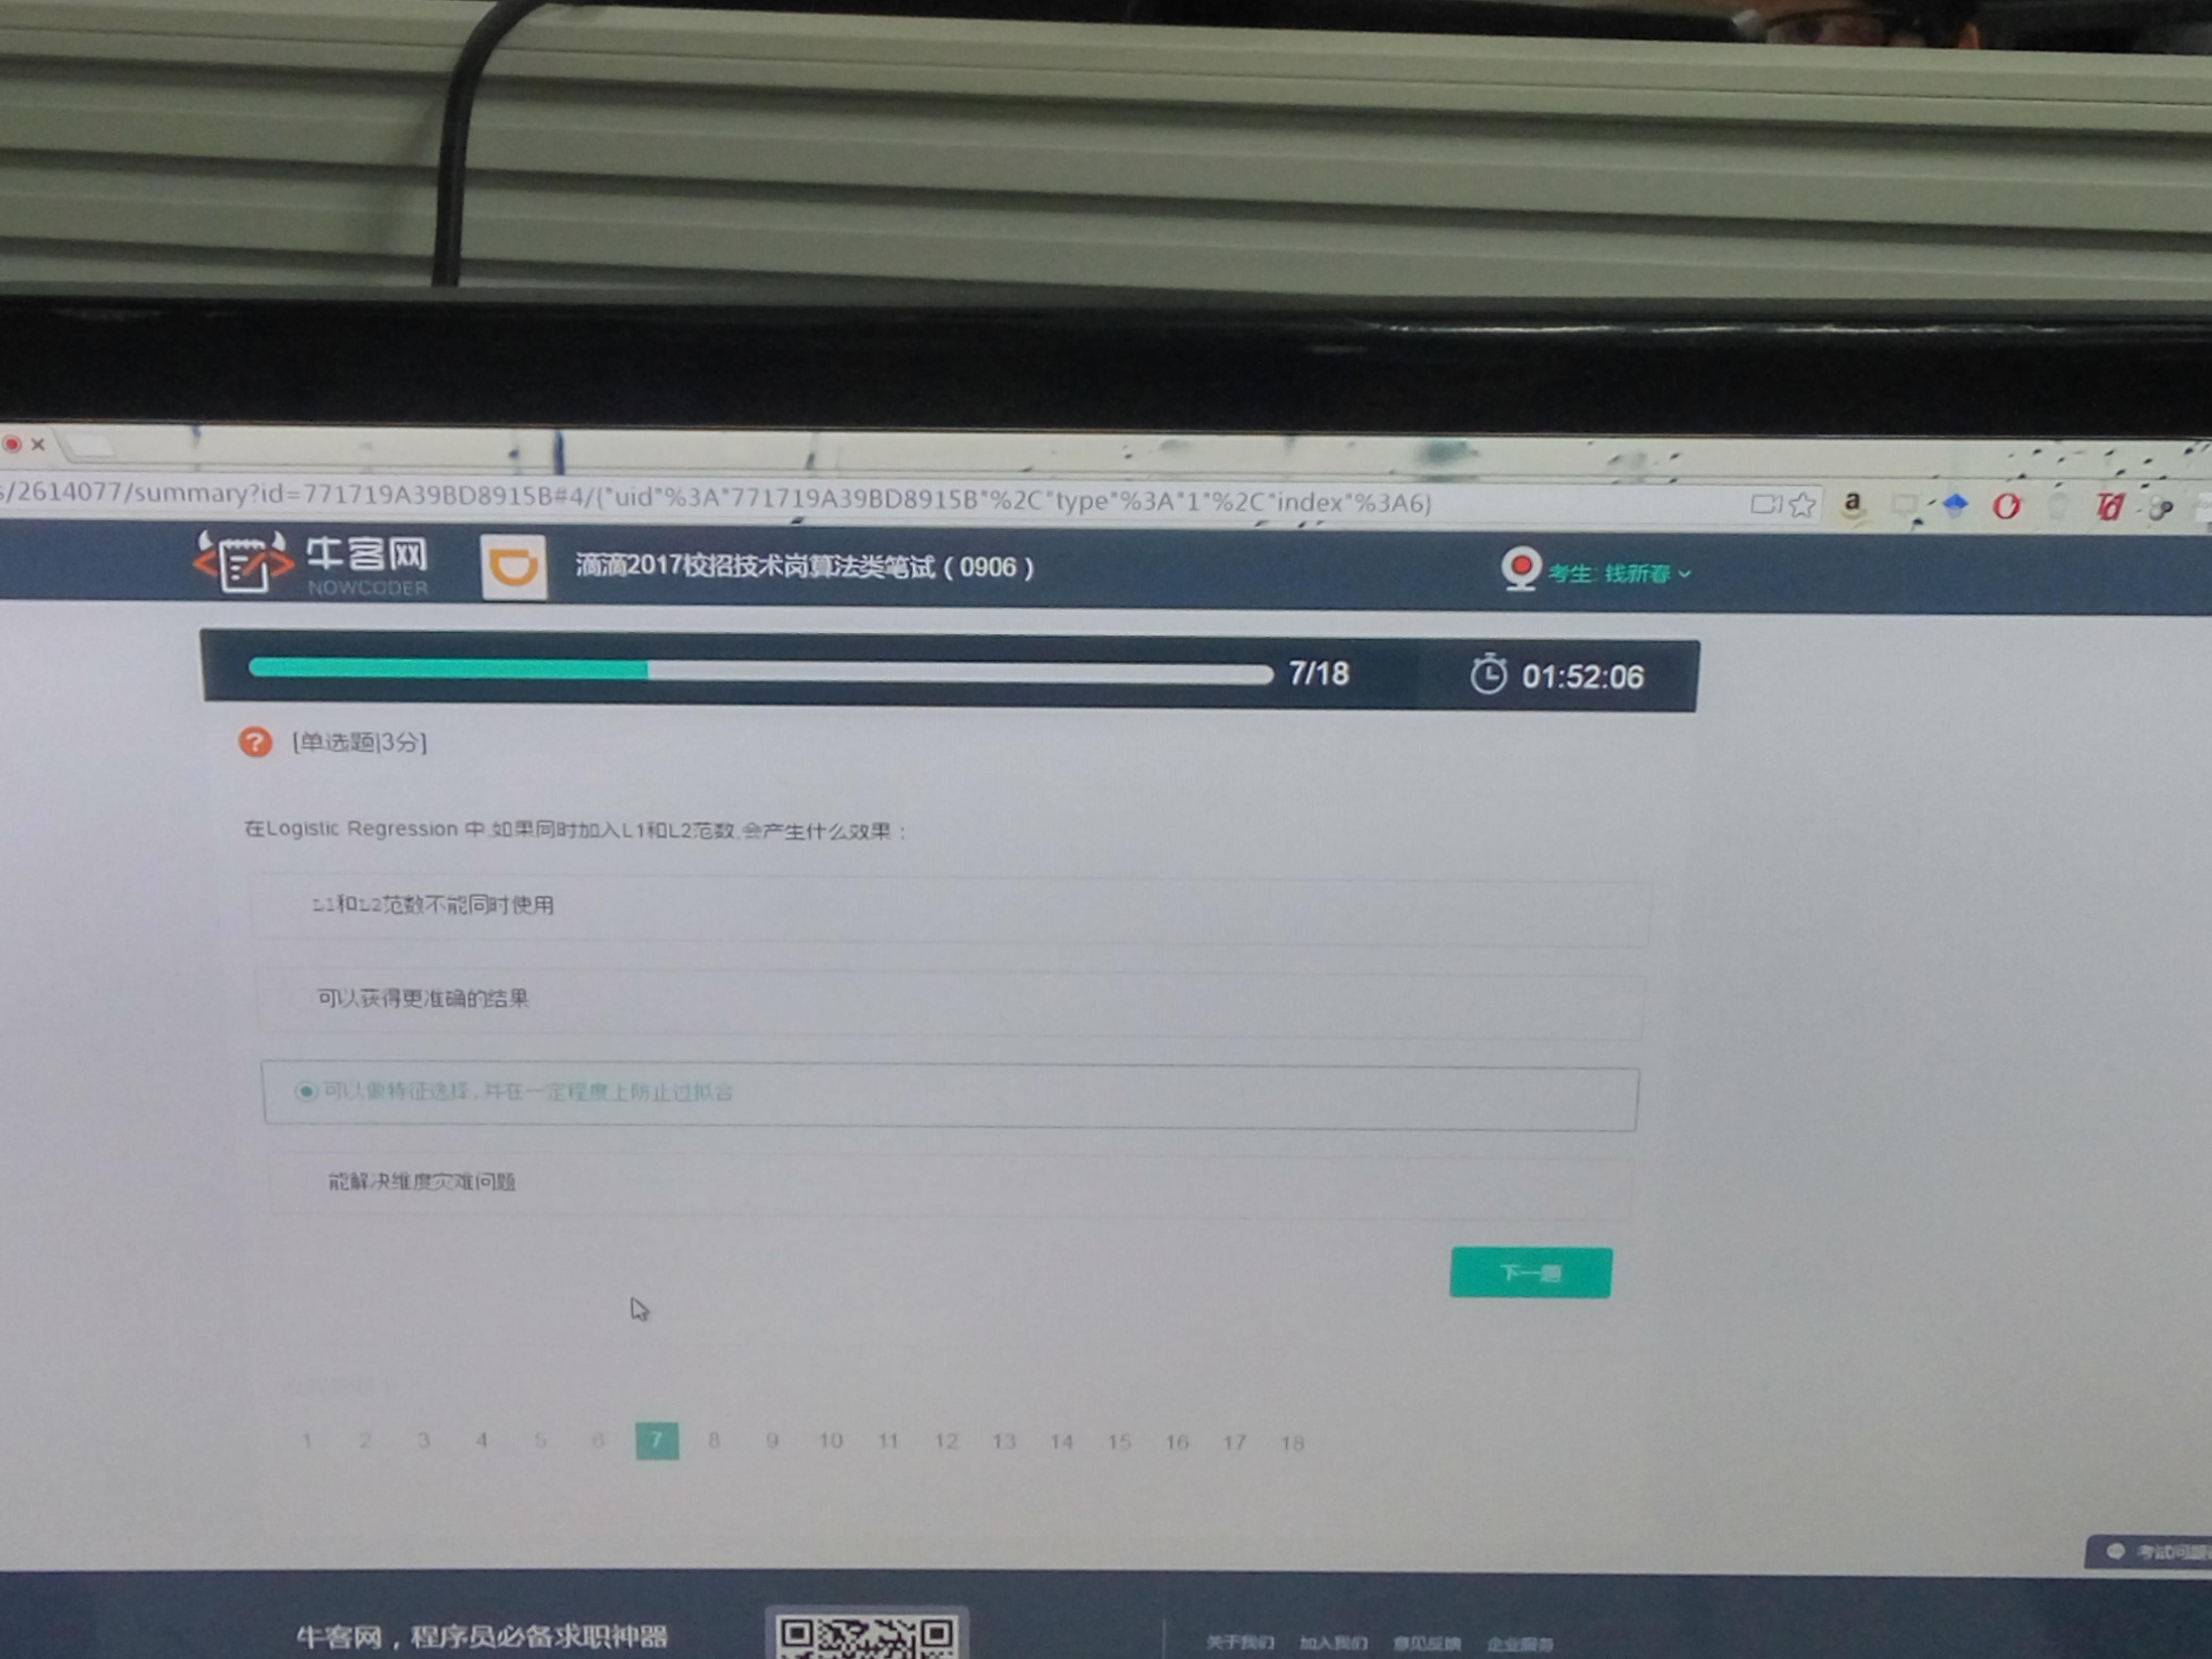 s/2614077/summary?id=771719A39BD8915B#4/{"uid"%3A"771719A39BD8915B"%2C"type"%3A"1"%2C"index"%3A6}
牛客网
NOWCODER
滴滴2017校招技术岗算法类笔试（0906）
考生: 钱新春
7/18
01:52:06
[单选题|3分]
在Logistic Regression 中,如果同时加入L1和L2范数,会产生什么效果：
L1和L2范数不能同时使用
可以获得更准确的结果
可以做特征选择,并在一定程度上防止过拟合
能解决维度灾难问题
下一题
1 2 3 4 5 6 7 8 9 10 11 12 13 14 15 16 17 18
考试问题
牛客网，程序员必备求职神器
关于我们 加入我们 意见反馈 企业服务